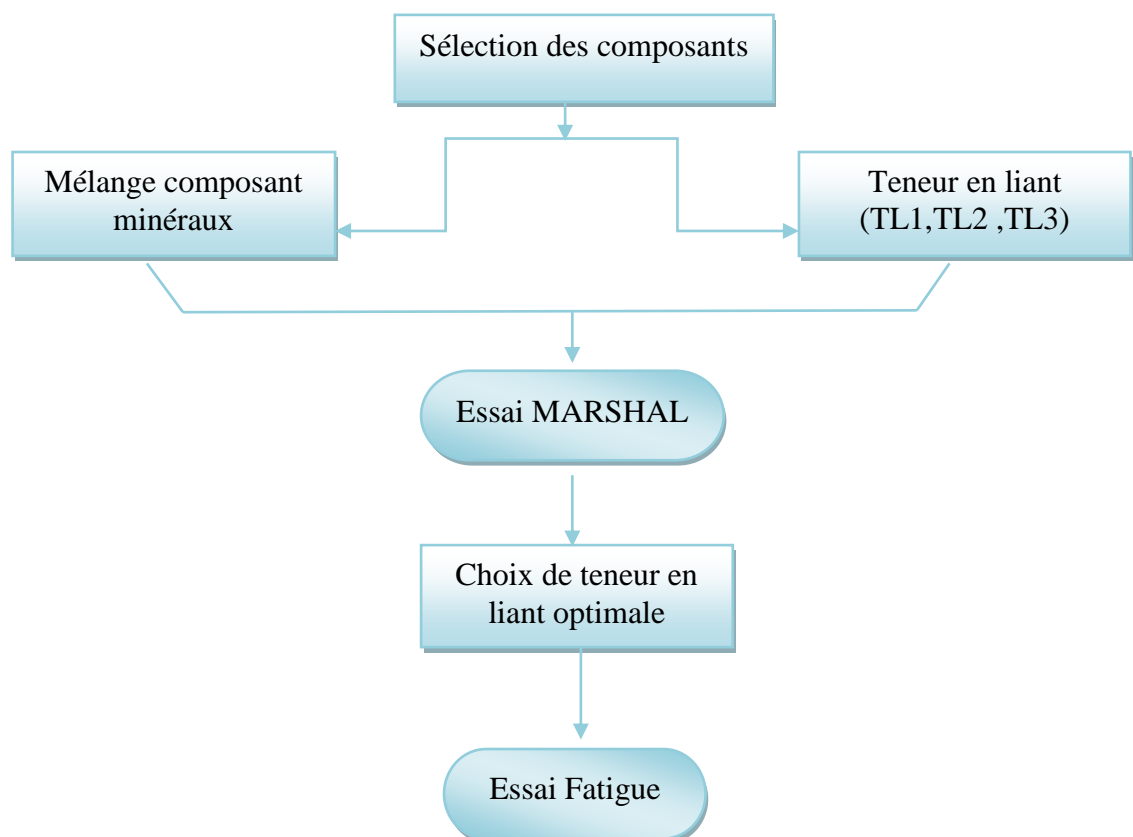 Sélection des composants
Mélange composant
minéraux
Teneur en liant
(TL1,TL2 ,TL3)
Essai MARSHAL
Choix de teneur en
liant optimale
Essai Fatigue